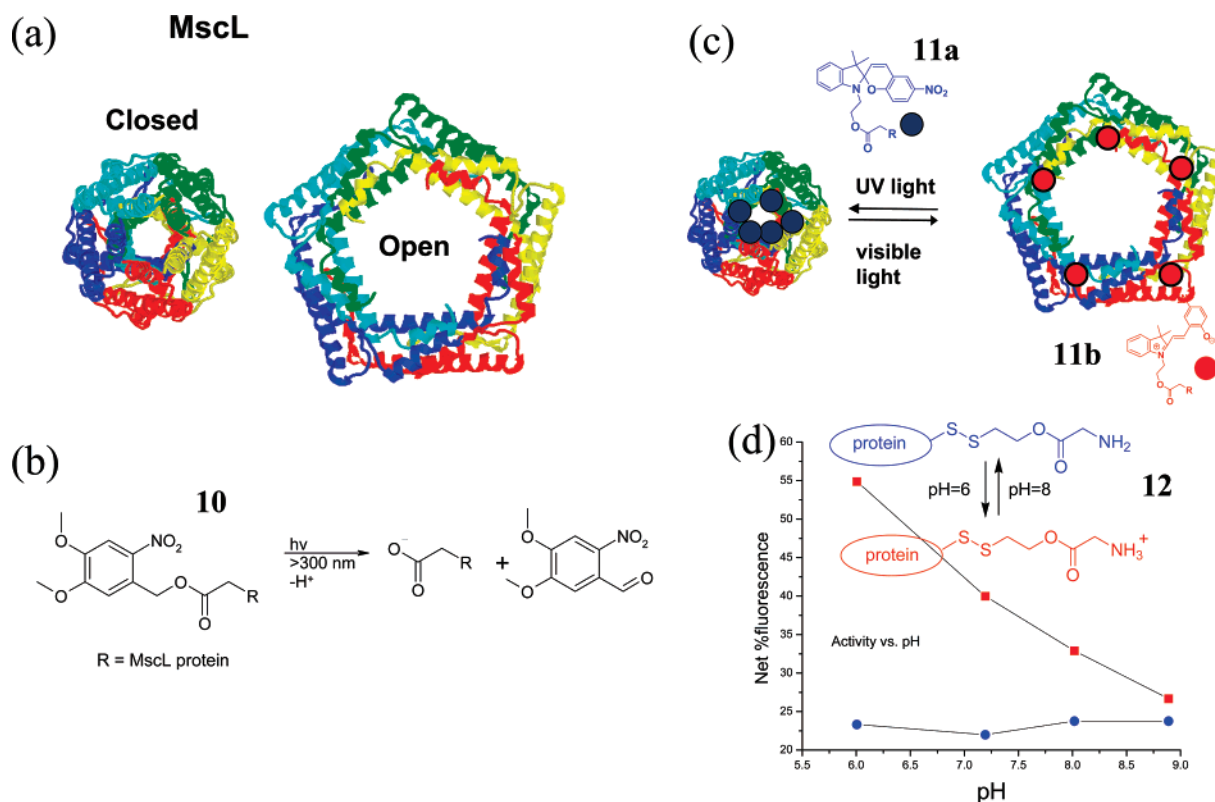 (a)
MscL
Closed
Open
(b)
10
NO₂
O
O
O
O
R
hν
>300 nm
-H⁺
O⁻
O
R
+
O
O
NO₂
O
R = MscL protein
(c)
11a
N
O
NO₂
O
O
R
UV light
visible
light
11b
N
⊕
O⊖
O
O
R
(d)
protein
S
S
O
O
NH₂
pH=6
pH=8
12
protein
S
S
O
O
NH₃⁺
Activity vs. pH
Net %fluorescence
60
55
50
45
40
35
30
25
20
5.5 6.0 6.5 7.0 7.5 8.0 8.5 9.0
pH